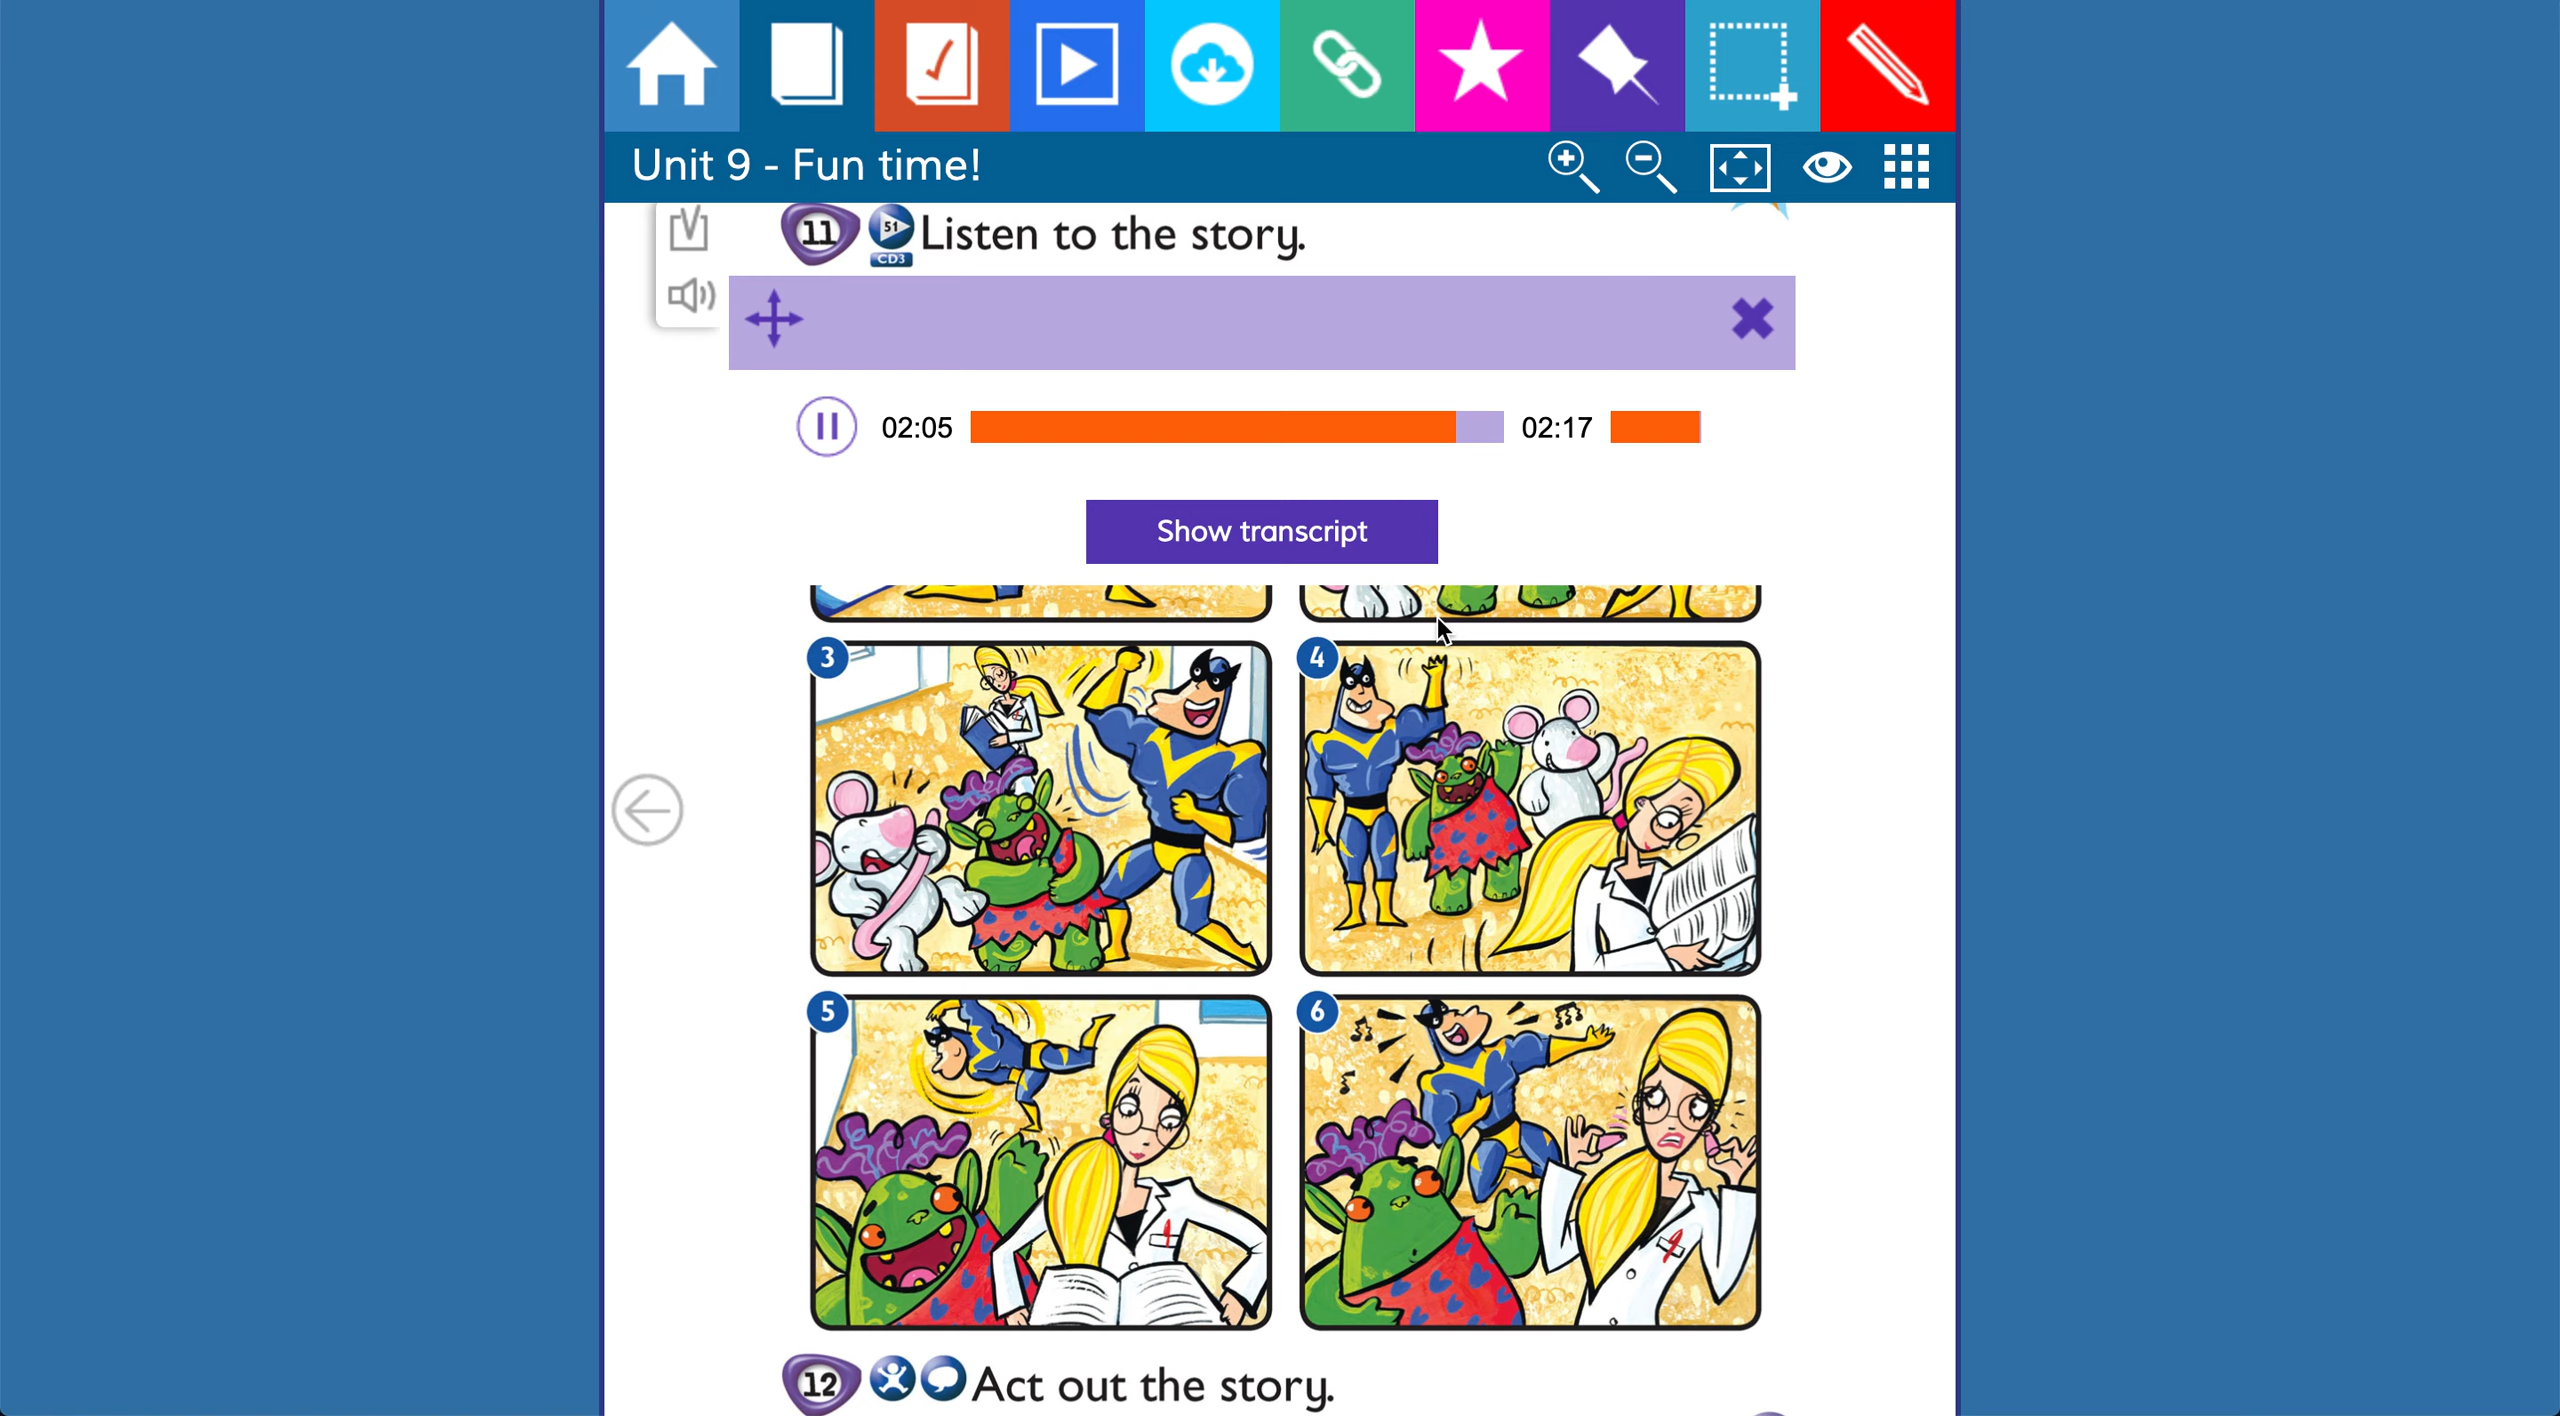 Unit 9 - Fun time!
11 51 CD3 Listen to the story.
02:05 02:17
Show transcript
3
4
5
6
12 Act out the story.